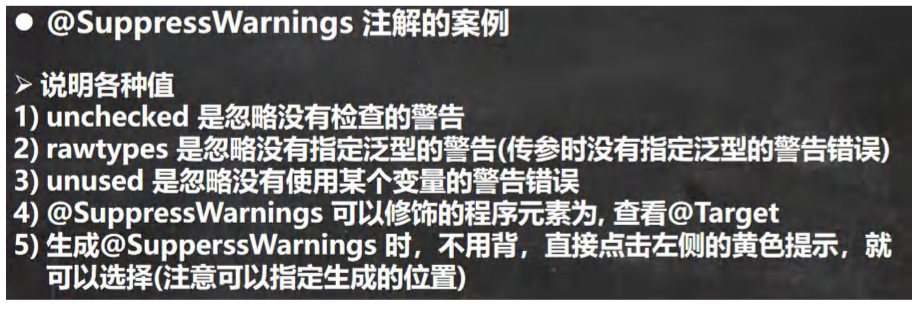 ● @SuppressWarnings 注解的案例
➢ 说明各种值
1) unchecked 是忽略没有检查的警告
2) rawtypes 是忽略没有指定泛型的警告(传参时没有指定泛型的警告错误)
3) unused 是忽略没有使用某个变量的警告错误
4) @SuppressWarnings 可以修饰的程序元素为, 查看@Target
5) 生成@SupperssWarnings 时，不用背，直接点击左侧的黄色提示，就
可以选择(注意可以指定生成的位置)